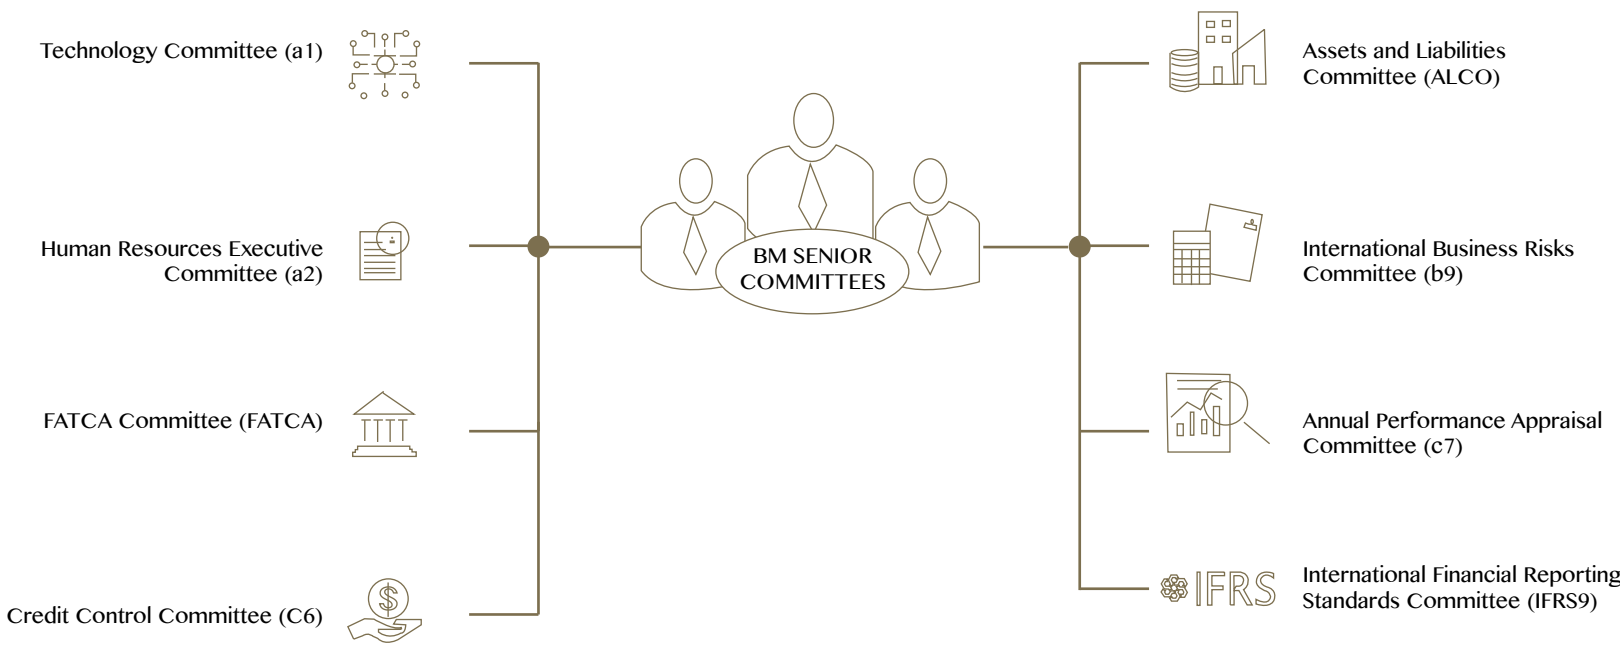 Technology Committee (a1)
Human Resources Executive
Committee (a2)
FATCA Committee (FATCA)
Credit Control Committee (C6)
$
BM SENIOR
COMMITTEES
Assets and Liabilities
Committee (ALCO)
International Business Risks
Committee (b9)
Annual Performance Appraisal
Committee (c7)
IFRS
International Financial Reporting
Standards Committee (IFRS9)